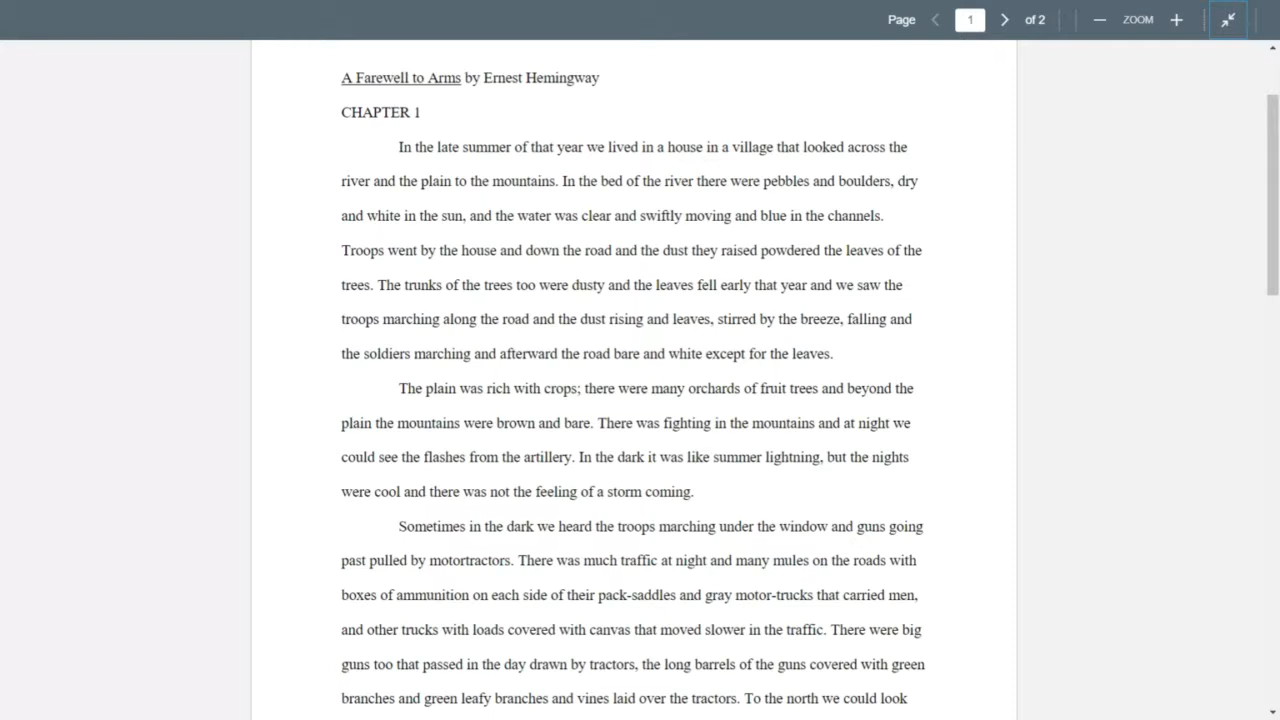 Page 1 of 2 ZOOM
A Farewell to Arms by Ernest Hemingway
CHAPTER 1
In the late summer of that year we lived in a house in a village that looked across the
river and the plain to the mountains. In the bed of the river there were pebbles and boulders, dry
and white in the sun, and the water was clear and swiftly moving and blue in the channels.
Troops went by the house and down the road and the dust they raised powdered the leaves of the
trees. The trunks of the trees too were dusty and the leaves fell early that year and we saw the
troops marching along the road and the dust rising and leaves, stirred by the breeze, falling and
the soldiers marching and afterward the road bare and white except for the leaves.
The plain was rich with crops; there were many orchards of fruit trees and beyond the
plain the mountains were brown and bare. There was fighting in the mountains and at night we
could see the flashes from the artillery. In the dark it was like summer lightning, but the nights
were cool and there was not the feeling of a storm coming.
Sometimes in the dark we heard the troops marching under the window and guns going
past pulled by motortractors. There was much traffic at night and many mules on the roads with
boxes of ammunition on each side of their pack-saddles and gray motor-trucks that carried men,
and other trucks with loads covered with canvas that moved slower in the traffic. There were big
guns too that passed in the day drawn by tractors, the long barrels of the guns covered with green
branches and green leafy branches and vines laid over the tractors. To the north we could look